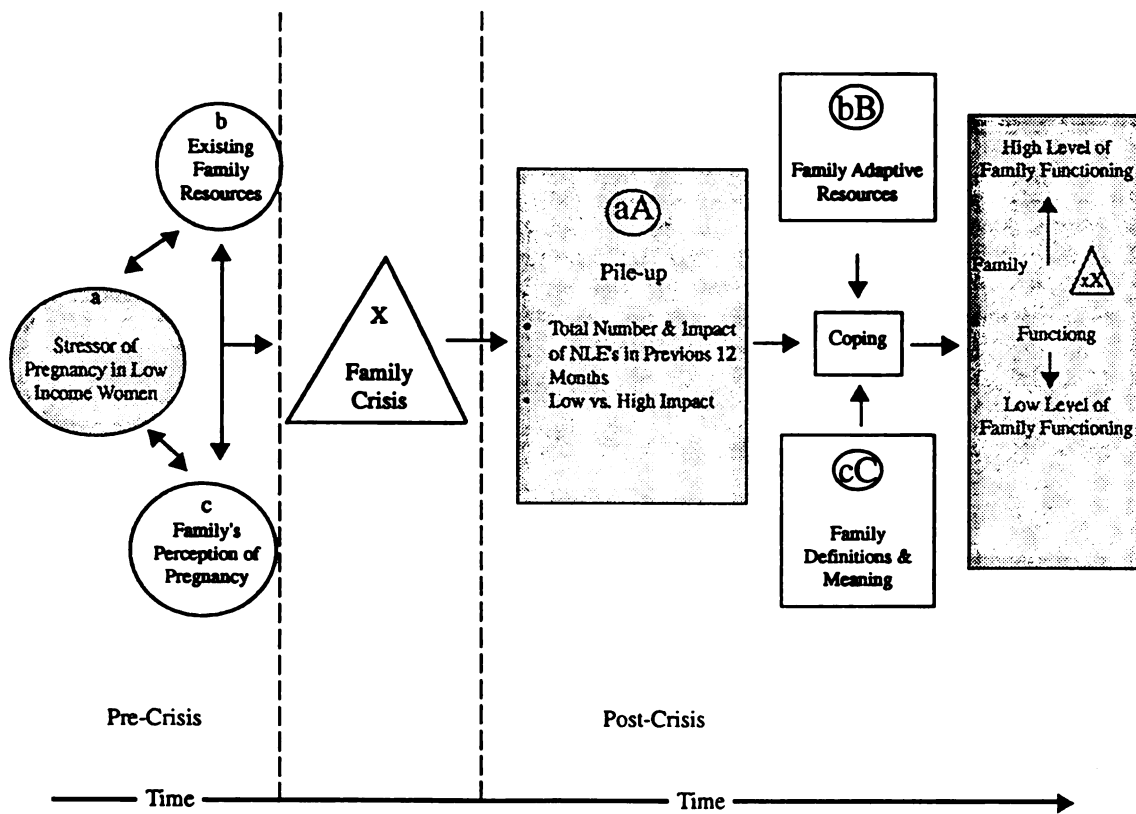 b
Existing
Family
Resources
a
Stressor of
Pregnancy in Low
Income Women
c
Family's
Perception of
Pregnancy
X
Family
Crisis
aA
Pile-up
• Total Number & Impact
of NLE's in Previous 12
Months
• Low vs. High Impact
bB
Family Adaptive
Resources
Coping
cC
Family
Definitions &
Meaning
High Level of
Family Functioning
Family
xX
Functiong
Low Level of
Family Functioning
Pre-Crisis
Post-Crisis
Time
Time